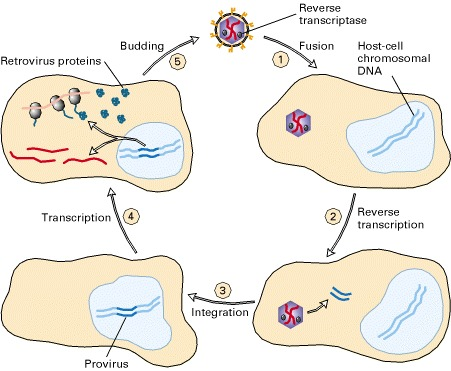 Reverse
transcriptase
Budding
5
1
Fusion
Retrovirus proteins
Host-cell
chromosomal
DNA
Transcription
4
2
Reverse
transcription
3
Integration
Provirus